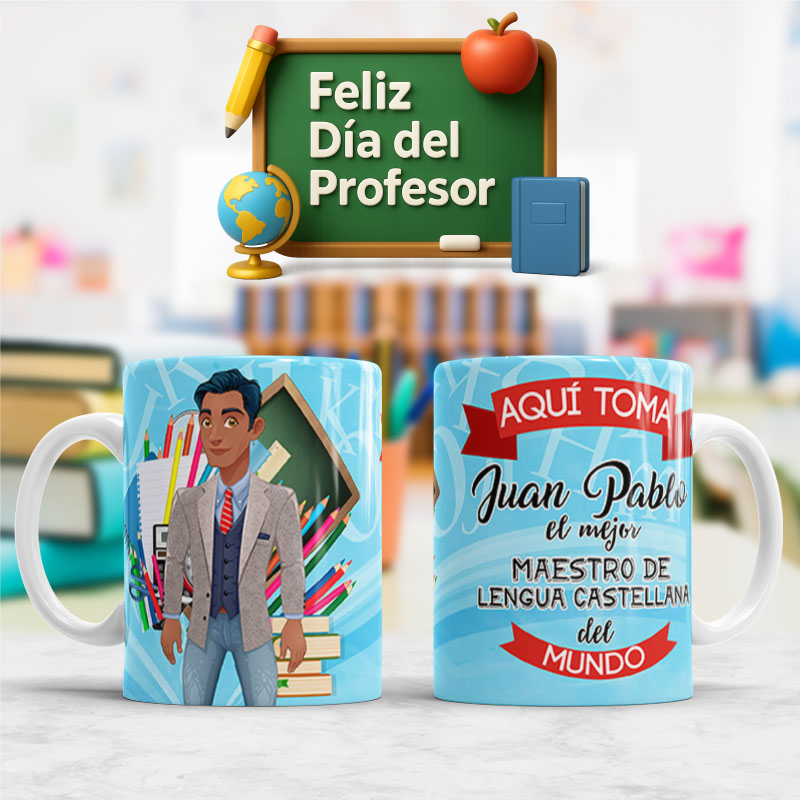 Feliz
Día del
Profesor
AQUÍ TOMA
Juan Pablo
el mejor
MAESTRO DE
LENGUA CASTELLANA
del
MUNDO